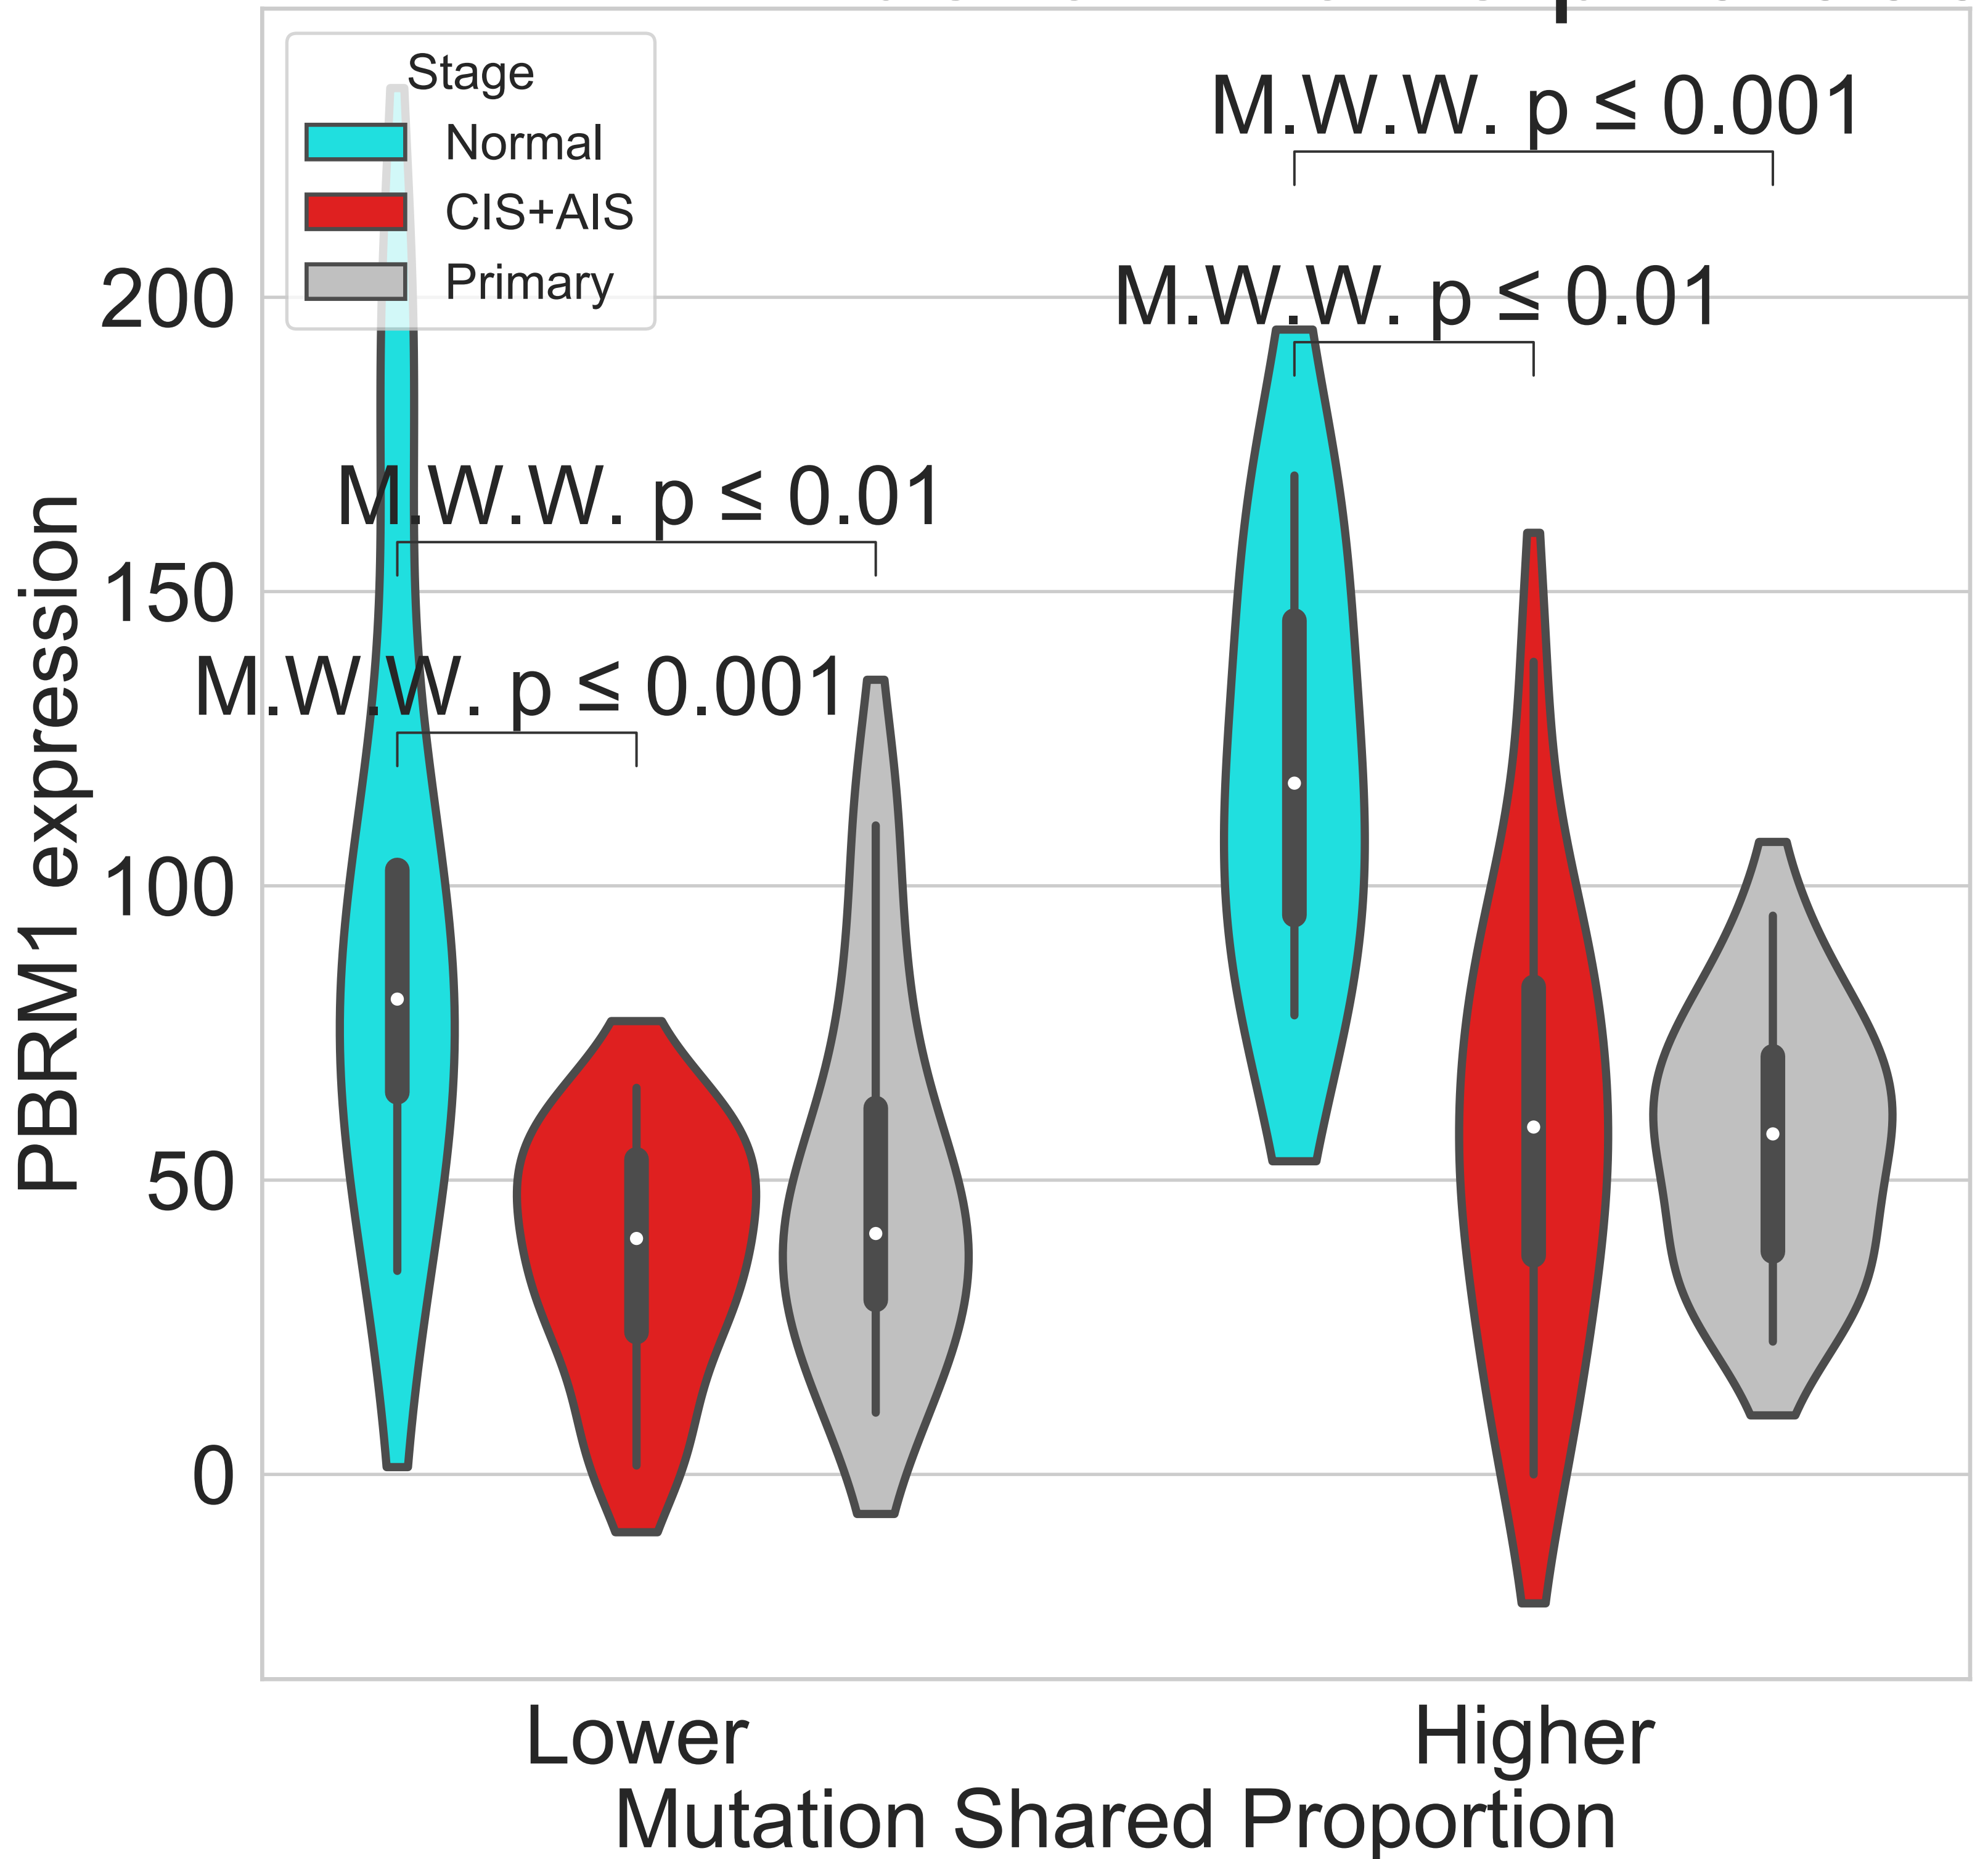 Stage
Normal
CIS+AIS
Primary
M.W.W. p ≤ 0.001
M.W.W. p ≤ 0.01
M.W.W. p ≤ 0.01
M.W.W. p ≤ 0.001
200
150
100
50
0
PBRM1 expression
Lower
Higher
Mutation Shared Proportion